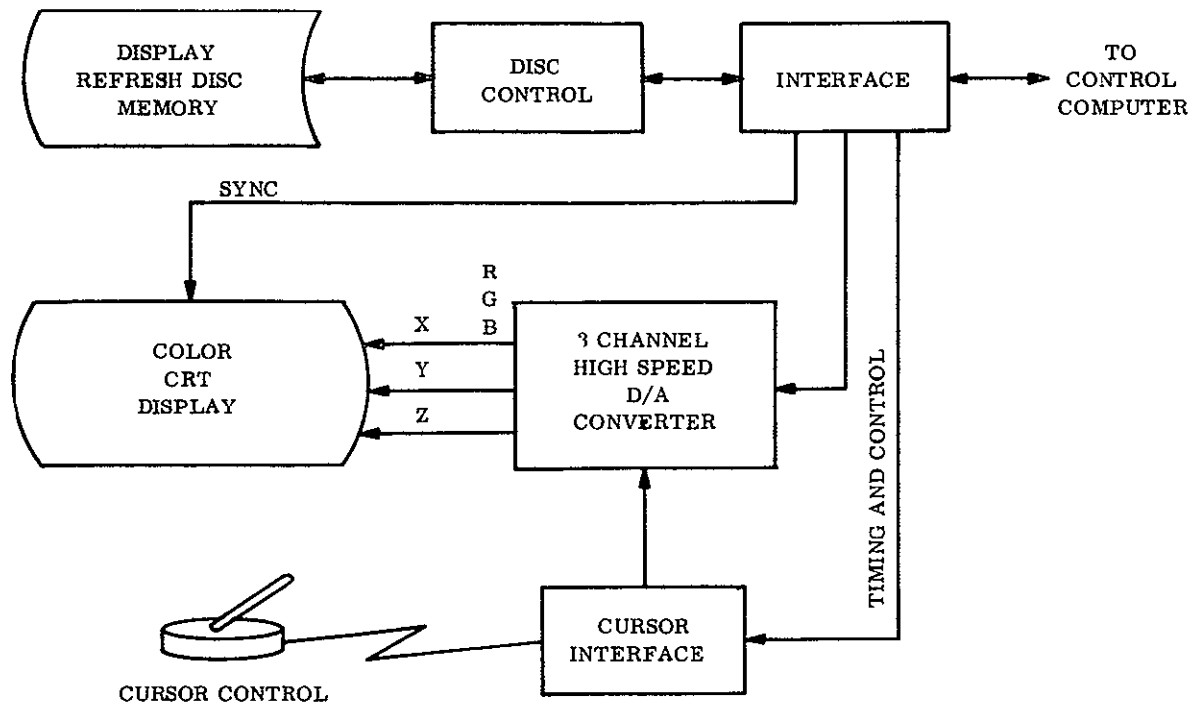 DISPLAY
REFRESH DISC
MEMORY
DISC
CONTROL
INTERFACE
TO
CONTROL
COMPUTER
SYNC
R
G
B
X
Y
Z
COLOR
CRT
DISPLAY
3 CHANNEL
HIGH SPEED
D/A
CONVERTER
TIMING AND CONTROL
CURSOR
INTERFACE
CURSOR CONTROL